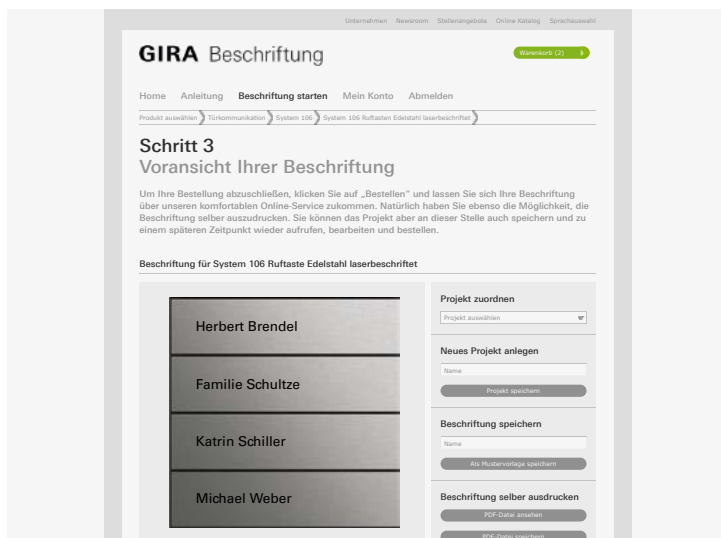 Unternehmen Newsroom Stellenangebote Online Katalog Sprachauswahl
GIRA Beschriftung
Warenkorb (2)
Home Anleitung Beschriftung starten Mein Konto Abmelden
Produkt auswählen Türkommunikation System 106 System 106 Ruftasten Edelstahl laserbeschriftet
Schritt 3
Voransicht Ihrer Beschriftung
Um Ihre Bestellung abzuschließen, klicken Sie auf „Bestellen“ und lassen Sie sich Ihre Beschriftung
über unseren komfortablen Online-Service zukommen. Natürlich haben Sie ebenso die Möglichkeit, die
Beschriftung selber auszudrucken. Sie können das Projekt aber an dieser Stelle auch speichern und zu
einem späteren Zeitpunkt wieder aufrufen, bearbeiten und bestellen.
Beschriftung für System 106 Ruftaste Edelstahl laserbeschriftet
Herbert Brendel
Familie Schultze
Katrin Schiller
Michael Weber
Projekt zuordnen
Projekt auswählen
Neues Projekt anlegen
Name
Projekt speichern
Beschriftung speichern
Name
Als Mustervorlage speichern
Beschriftung selber ausdrucken
PDF-Datei ansehen
PDF-Datei speichern